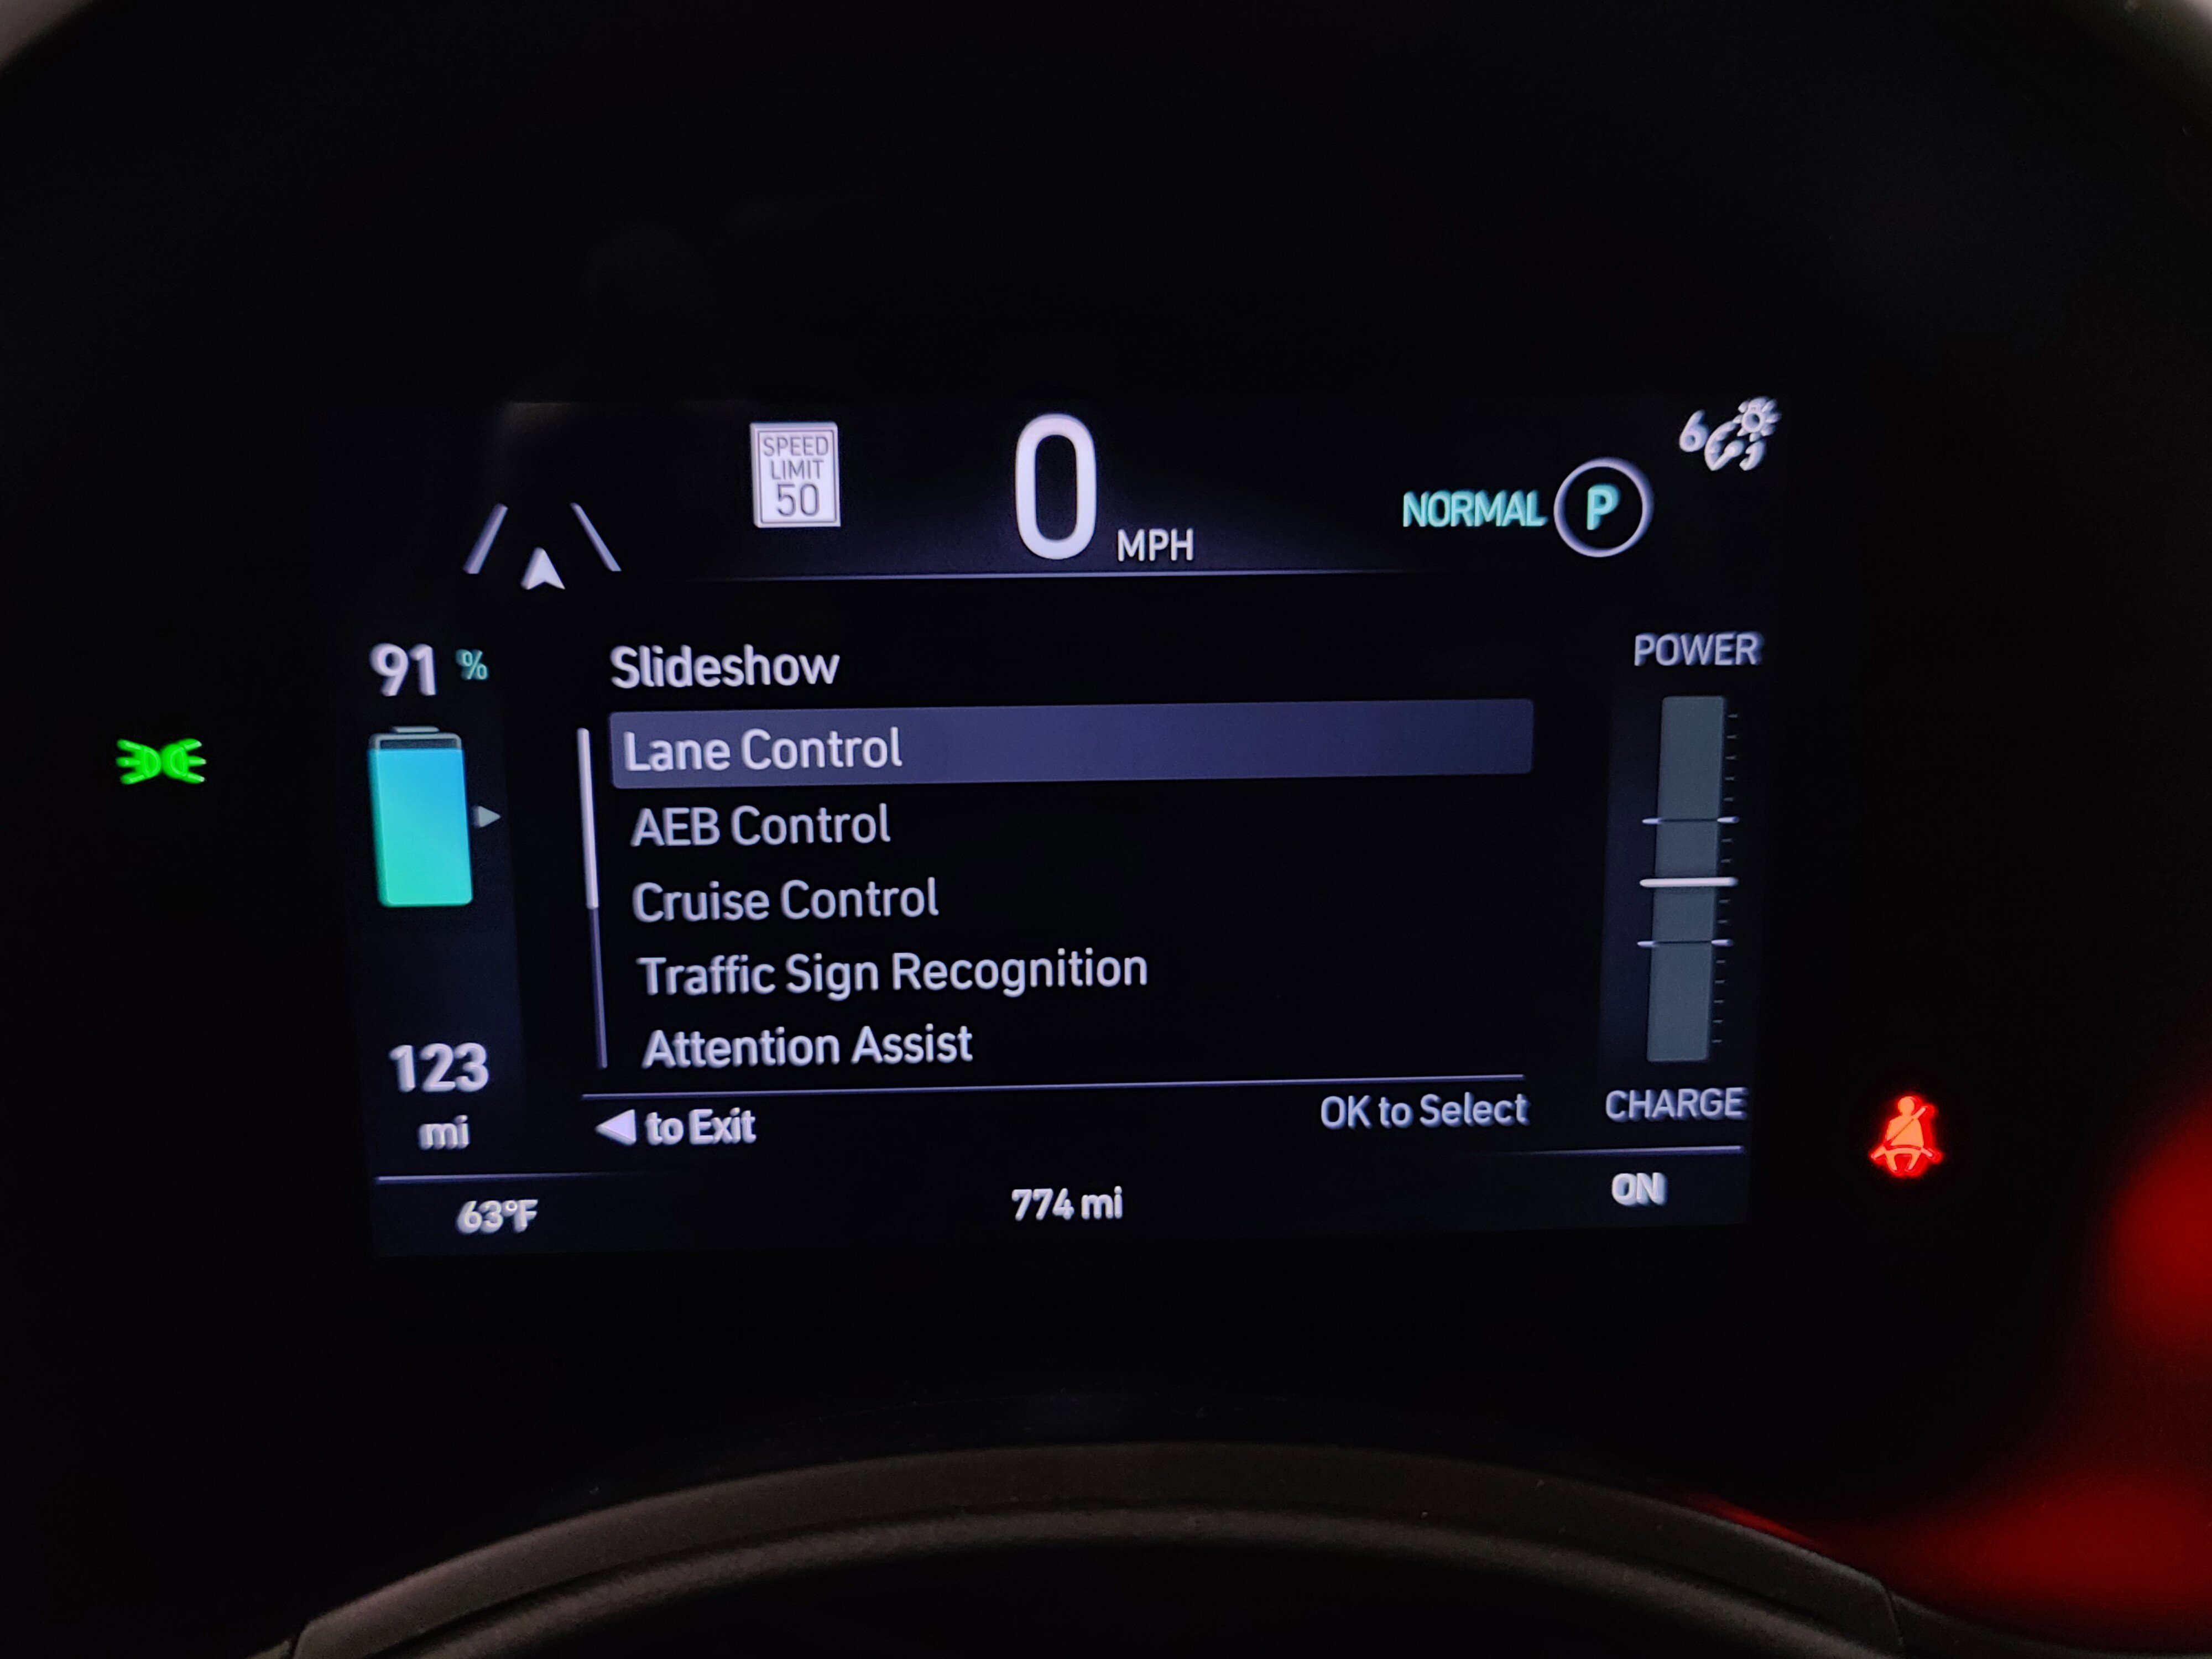 SPEED
LIMIT
50
0 MPH
NORMAL P
6
91 %
Slideshow
POWER
Lane Control
AEB Control
Cruise Control
Traffic Sign Recognition
Attention Assist
123
mi
to Exit
OK to Select
CHARGE
63°F
774 mi
ON